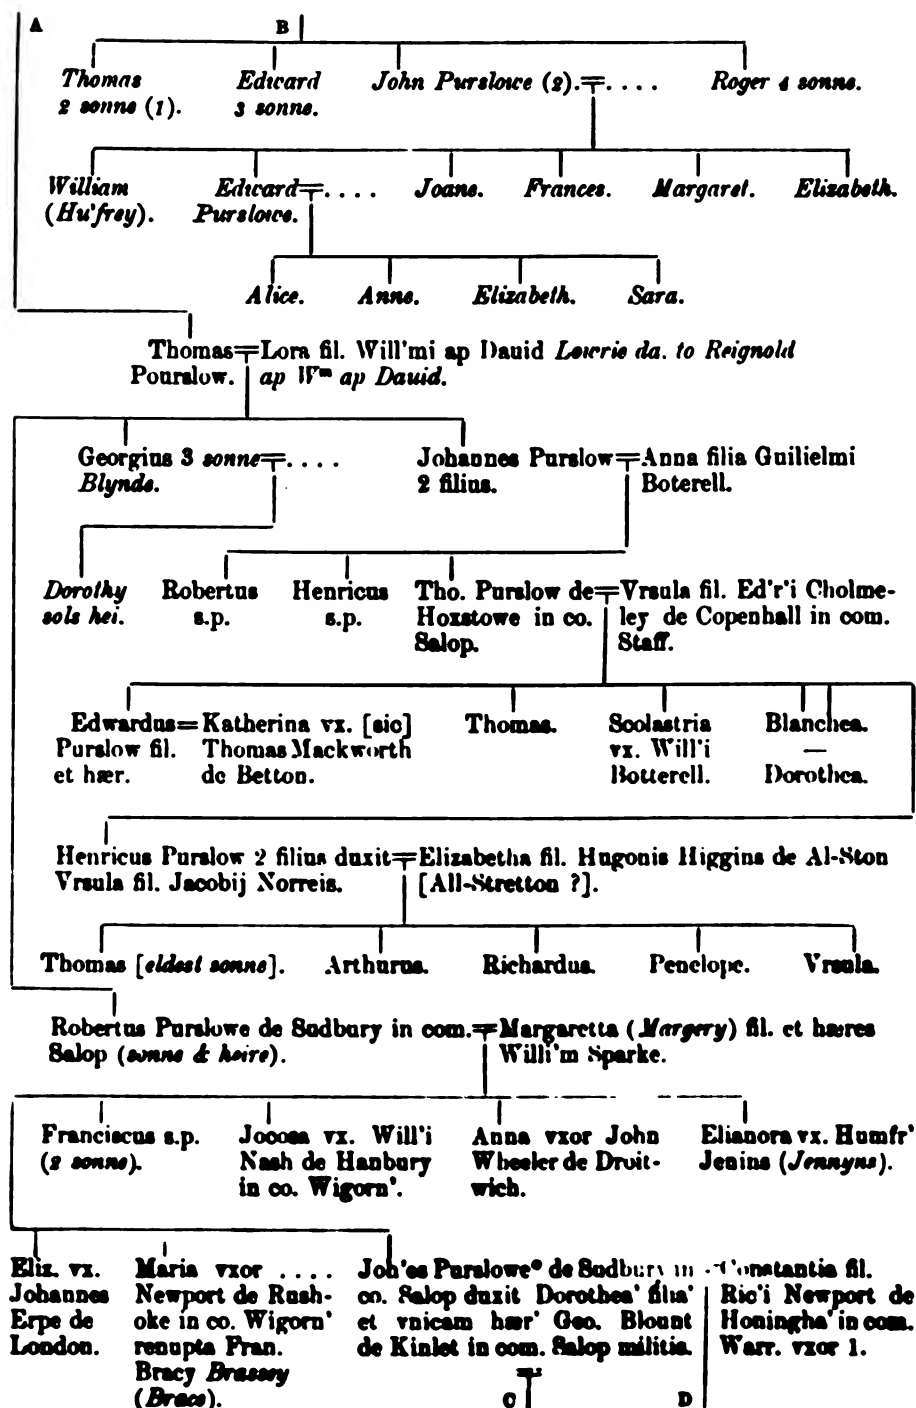 A
B
Thomas Edward John Purslowe (2).=.... Roger 4 sonne.
2 sonne (1). 3 sonne.
William Edward=.... Joane. Frances. Margaret. Elizabeth.
(Hu'frey). Purslowe.
Alice. Anne. Elizabeth. Sara.
Thomas=Lora fil. Will'mi ap Dauid Lowrie da. to Reignold
Pourslow. ap Wm ap Dauid.
Georgius 3 sonne=.... Johannes Purslow=Anna filia Guilielmi
Blynde. 2 filius. Boterell.
Dorothy Robertus Henricus Tho. Purslow de=Vrsula fil. Ed'r'i Cholme-
sole hei. s.p. s.p. Hoxstowe in co. ley de Copenhall in com.
Salop. Staff.
Edwardus=Katherina vx. [sic] Thomas. Scolastria Blanchea.
Purslow fil. Thomas Mackworth vx. Will'i —
et hær. de Betton. Botterell. Dorothea.
Henricus Purslow 2 filius duxit=Elizabetha fil. Hugonis Higgins de Al-Ston
Vrsula fil. Jacobij Norreis. [All-Stretton ?].
Thomas [eldest sonne]. Arthurus. Richardus. Penelope. Vrsula.
Robertus Purslowe de Sudbury in com.=Margaretta (Margery) fil. et hæres
Salop (sonne & heire). Willi'm Sparke.
Franciscus s.p. Jocosa vx. Will'i Anna vxor John Elianora vx. Humfr'
(2 sonne). Nash de Hanbury Wheeler de Droit- Jenins (Jennyns).
in co. Wigorn'. wich.
Eliz. vx. Maria vxor .... Joh'es Purslowe* de Sudbury in Constantia fil.
Johannes Newport de Rush- co. Salop duxit Dorothea' filia' Ric'i Newport de
Erpe de oke in co. Wigorn' et vnicam hær' Geo. Blount Honingha' in com.
London. renupta Fran. de Kinlet in com. Salop militis. Warr. vxor 1.
Bracy Brassey
(Brace). C D